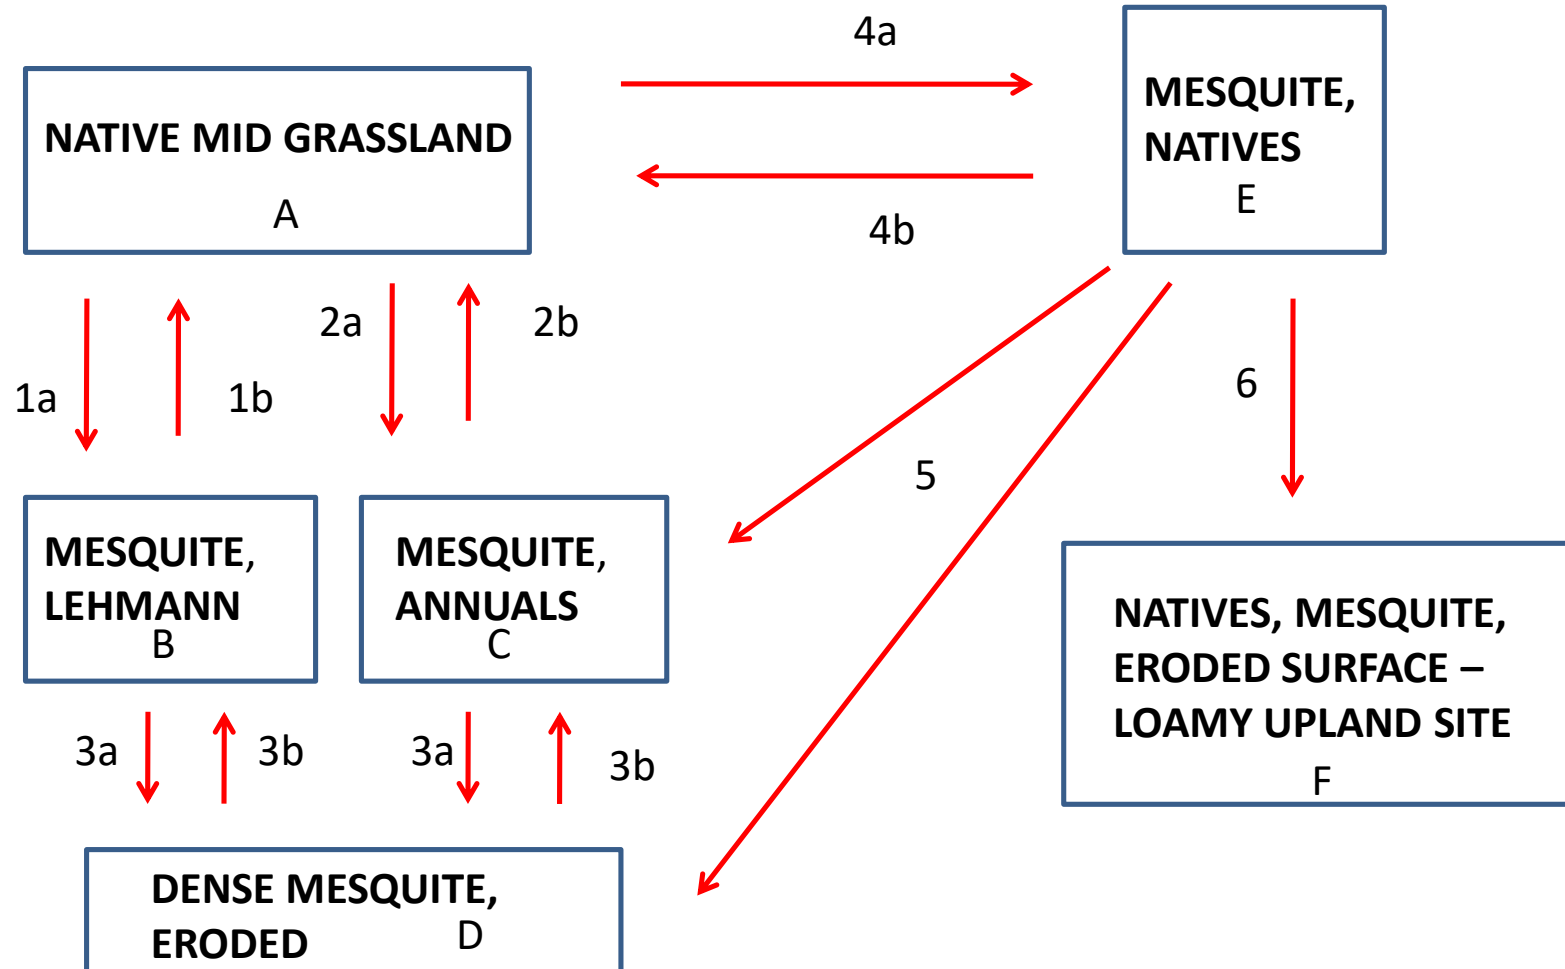 4a
NATIVE MID GRASSLAND
A
MESQUITE,
NATIVES
E
4b
1a
1b
2a
2b
5
6
MESQUITE,
LEHMANN
B
MESQUITE,
ANNUALS
C
NATIVES, MESQUITE,
ERODED SURFACE –
LOAMY UPLAND SITE
F
3a
3b
3a
3b
DENSE MESQUITE,
ERODED
D